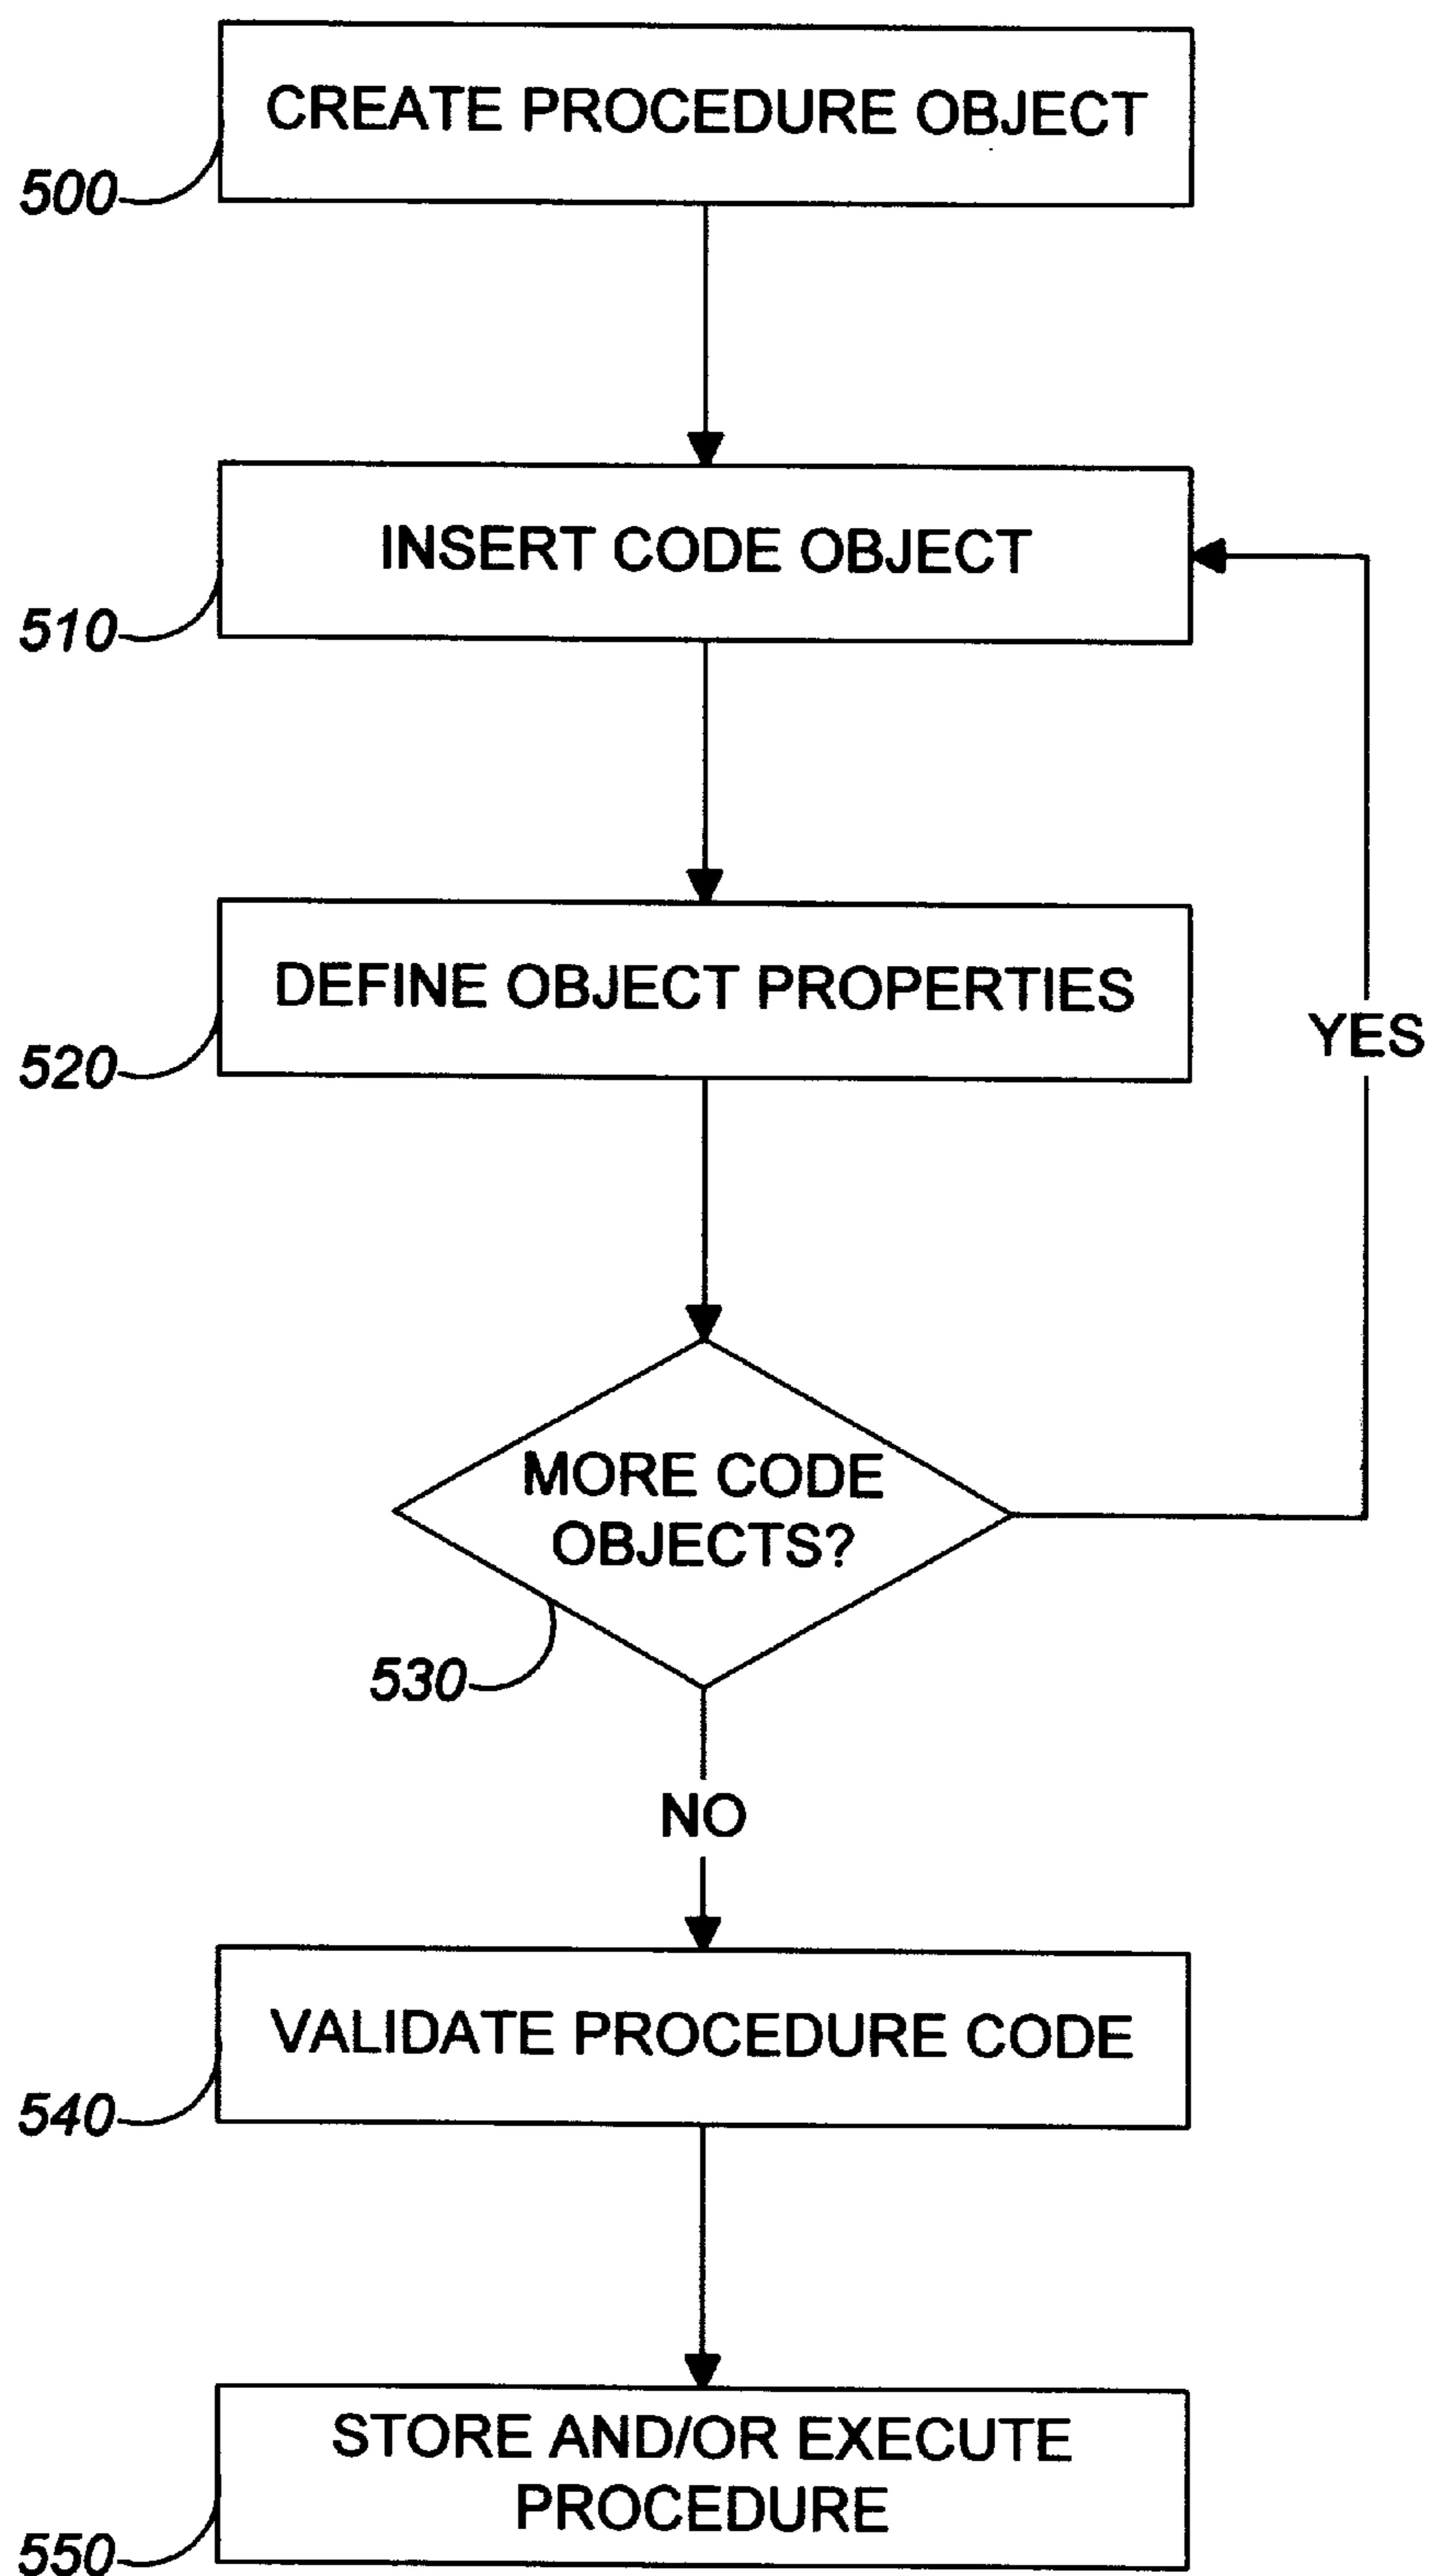 CREATE PROCEDURE OBJECT
500
INSERT CODE OBJECT
510
DEFINE OBJECT PROPERTIES
YES
520
MORE CODE
OBJECTS?
530
NO
VALIDATE PROCEDURE CODE
540
STORE AND/OR EXECUTE
PROCEDURE
550